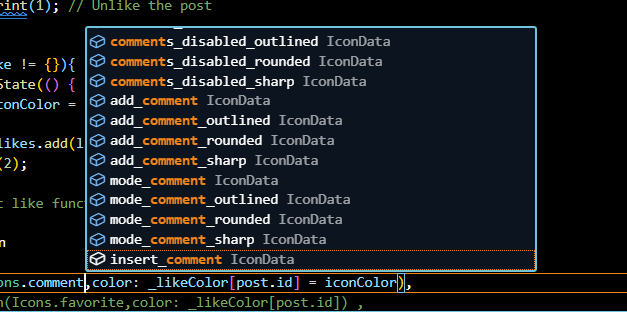 rint(1); // Unlike the post
comments_disabled_outlined IconData
ke != {}){
comments_disabled_rounded IconData
State(() {
comments_disabled_sharp IconData
conColor =
add_comment IconData
add_comment_outlined IconData
likes.add(l
add_comment_rounded IconData
(2);
add_comment_sharp IconData
mode_comment IconData
t like func
mode_comment_outlined IconData
mode_comment_rounded IconData
n
mode_comment_sharp IconData
insert_comment IconData
ons.comment,color: _likeColor[post.id] = iconColor),
n(Icons.favorite,color: _likeColor[post.id]) ,